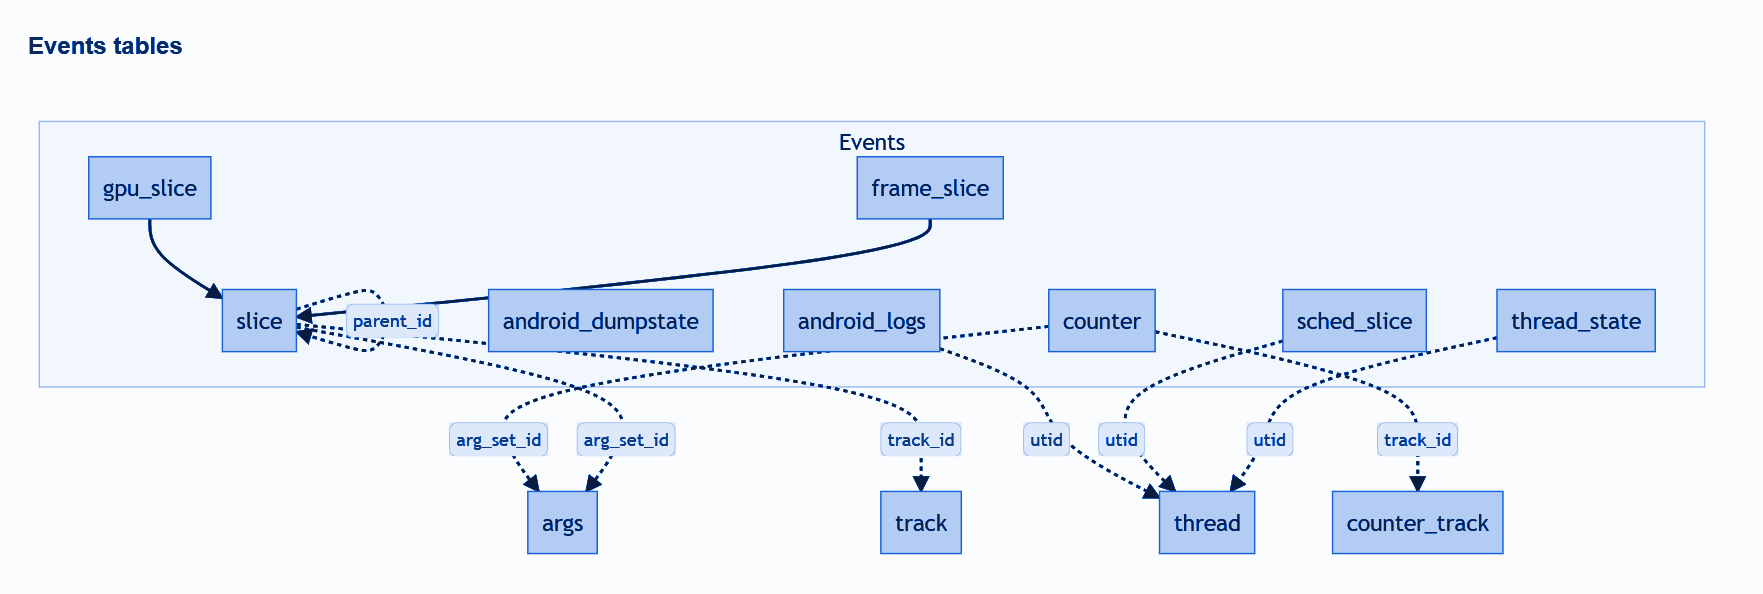 Events tables
Events
gpu_slice
frame_slice
slice
parent_id
android_dumpstate
android_logs
counter
sched_slice
thread_state
arg_set_id
arg_set_id
track_id
utid
utid
utid
track_id
args
track
thread
counter_track